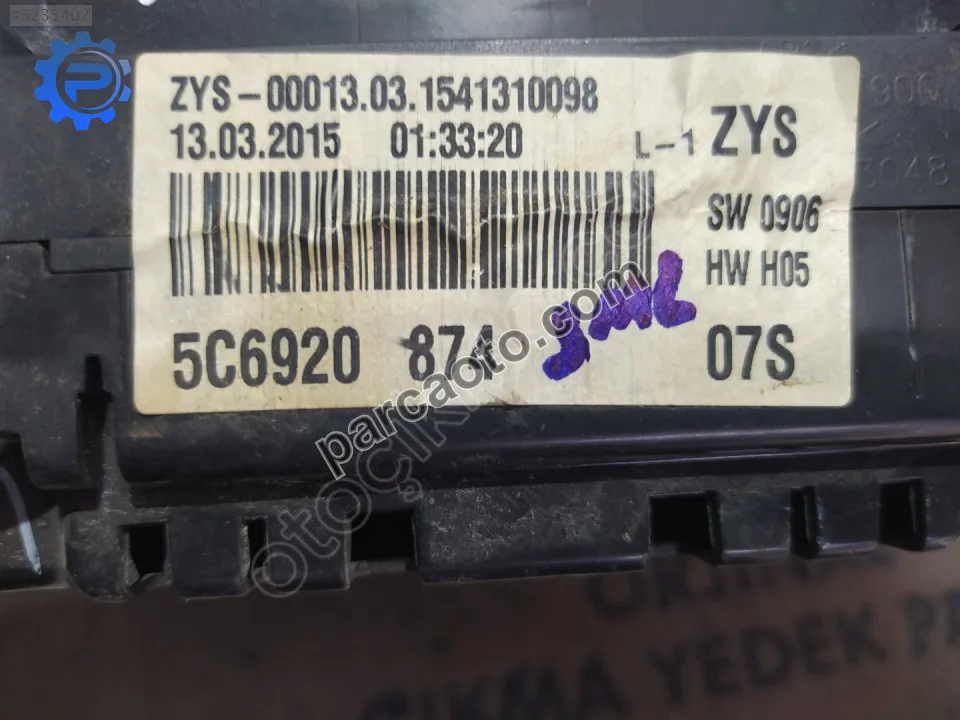 #3233407
ZYS-00013.03.1541310098
13.03.2015 01:33:20 L-1 ZYS
SW 0906
HW H05
5C6920 874 07S
parcaoto.com
ÇIKMA YEDEK